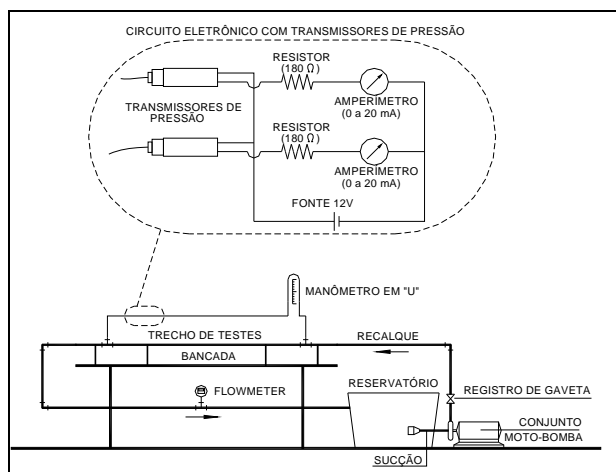 CIRCUITO ELETRÔNICO COM TRANSMISSORES DE PRESSÃO
RESISTOR
(180 Ω)
AMPERÍMETRO
(0 a 20 mA)
TRANSMISSORES DE
PRESSÃO
RESISTOR
(180 Ω)
AMPERÍMETRO
(0 a 20 mA)
FONTE 12V
MANÔMETRO EM "U"
TRECHO DE TESTES
RECALQUE
BANCADA
FLOWMETER
RESERVATÓRIO
REGISTRO DE GAVETA
CONJUNTO
MOTO-BOMBA
SUCÇÃO